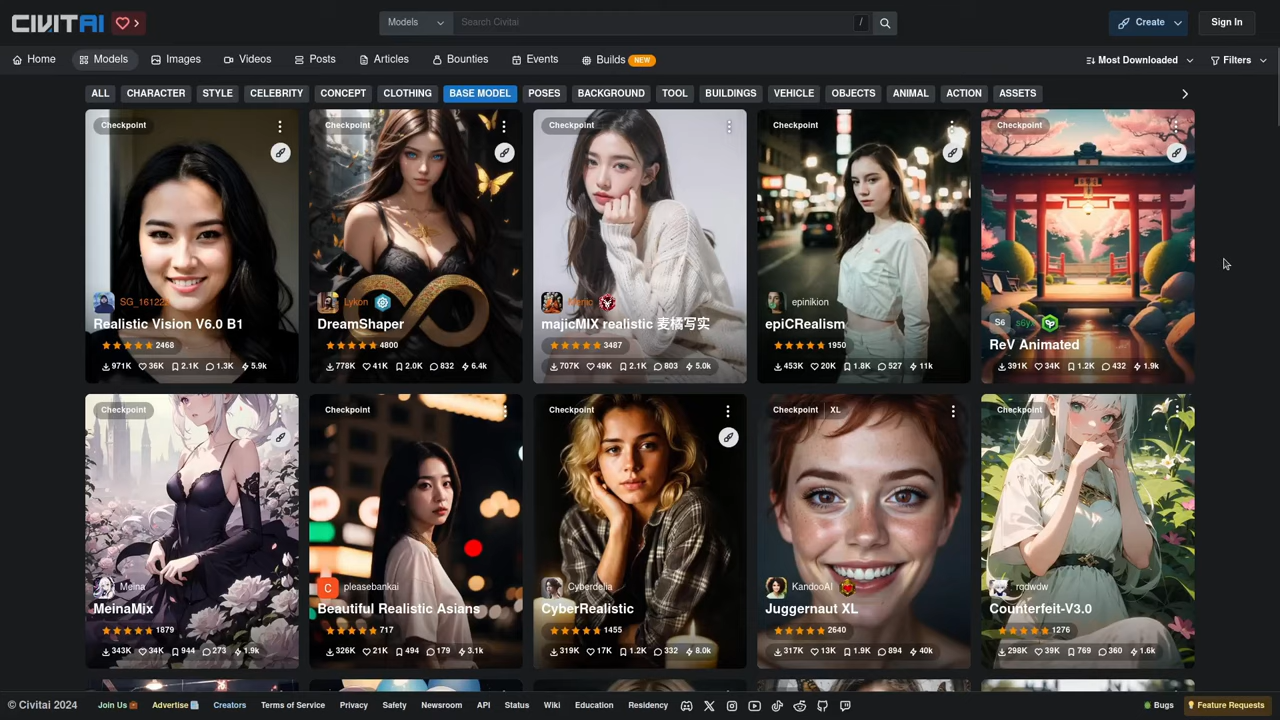 CIVITAI
Models
Search Civitai
/
Create
Sign In
Home
Models
Images
Videos
Posts
Articles
Bounties
Events
Builds NEW
Most Downloaded
Filters
ALL CHARACTER STYLE CELEBRITY CONCEPT CLOTHING BASE MODEL POSES BACKGROUND TOOL BUILDINGS VEHICLE OBJECTS ANIMAL ACTION ASSETS
Checkpoint
Realistic Vision V6.0 B1
2468
971K 36K 2.1K 1.3K 5.9k
Checkpoint
Lykon
DreamShaper
4800
778K 41K 2.0K 832 6.4k
Checkpoint
majicMIX realistic 麦橘写实
3487
707K 49K 2.1K 803 5.0k
Checkpoint
epinikion
epiCRealism
1950
453K 20K 1.8K 527 11k
Checkpoint
S6
ReV Animated
391K 34K 1.2K 432 1.9k
Checkpoint
Meina
MeinaMix
1879
343K 34K 944 273 1.9k
Checkpoint
C pleasebankai
Beautiful Realistic Asians
717
326K 21K 494 179 3.1k
Checkpoint
Cyberdelia
CyberRealistic
1455
319K 17K 1.2K 332 8.0k
Checkpoint XL
KandooAI
Juggernaut XL
2640
317K 13K 1.9K 894 40k
Checkpoint
rqdwdw
Counterfeit-V3.0
1276
298K 39K 769 360 1.6k
© Civitai 2024
Join Us
Advertise
Creators
Terms of Service
Privacy
Safety
Newsroom
API
Status
Wiki
Education
Residency
Bugs
Feature Requests